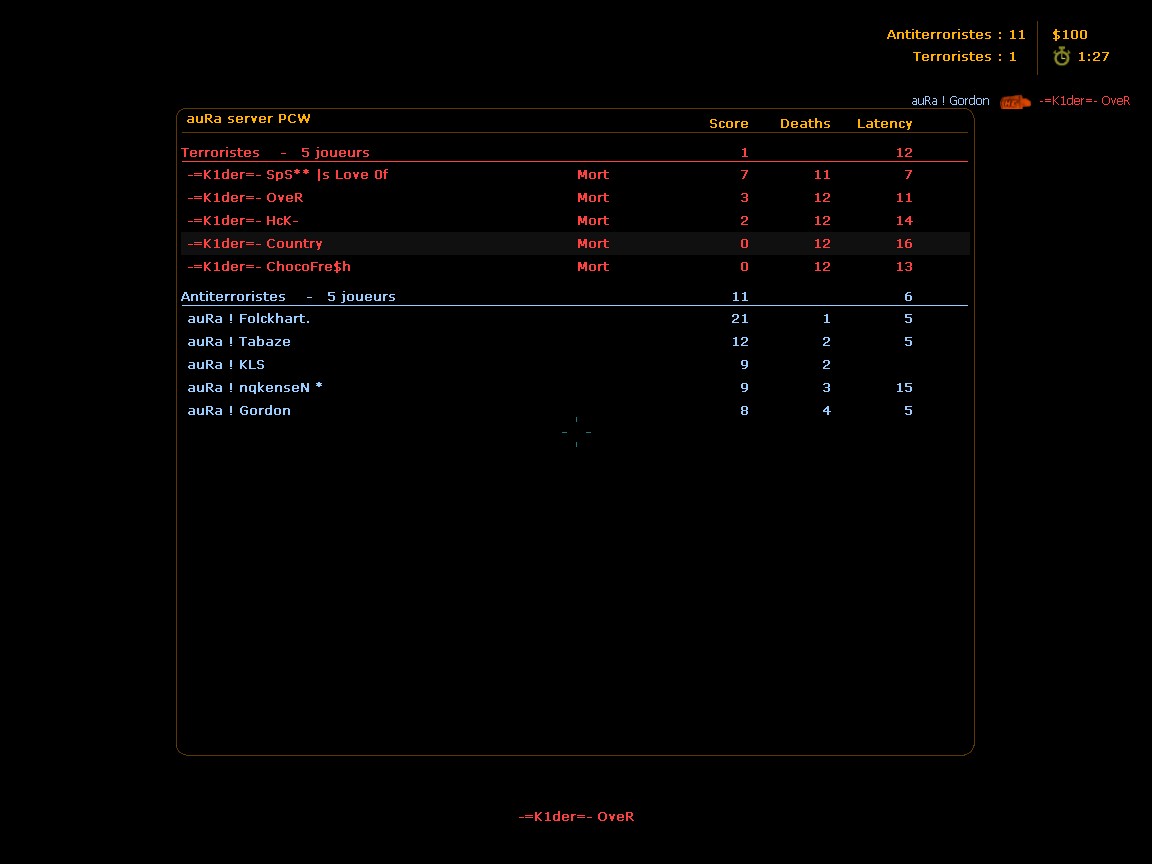 Antiterroristes : 11 $100
Terroristes : 1 1:27
auRa ! Gordon -=K1der=- OveR
auRa server PCW
Score Deaths Latency
Terroristes - 5 joueurs 1 12
-=K1der=- SpS** |s Love 0f Mort 7 11 7
-=K1der=- OveR Mort 3 12 11
-=K1der=- HcK- Mort 2 12 14
-=K1der=- Country Mort 0 12 16
-=K1der=- ChocoFre$h Mort 0 12 13
Antiterroristes - 5 joueurs 11 6
auRa ! Folckhart. 21 1 5
auRa ! Tabaze 12 2 5
auRa ! KLS 9 2
auRa ! nqkenseN * 9 3 15
auRa ! Gordon 8 4 5
-=K1der=- OveR